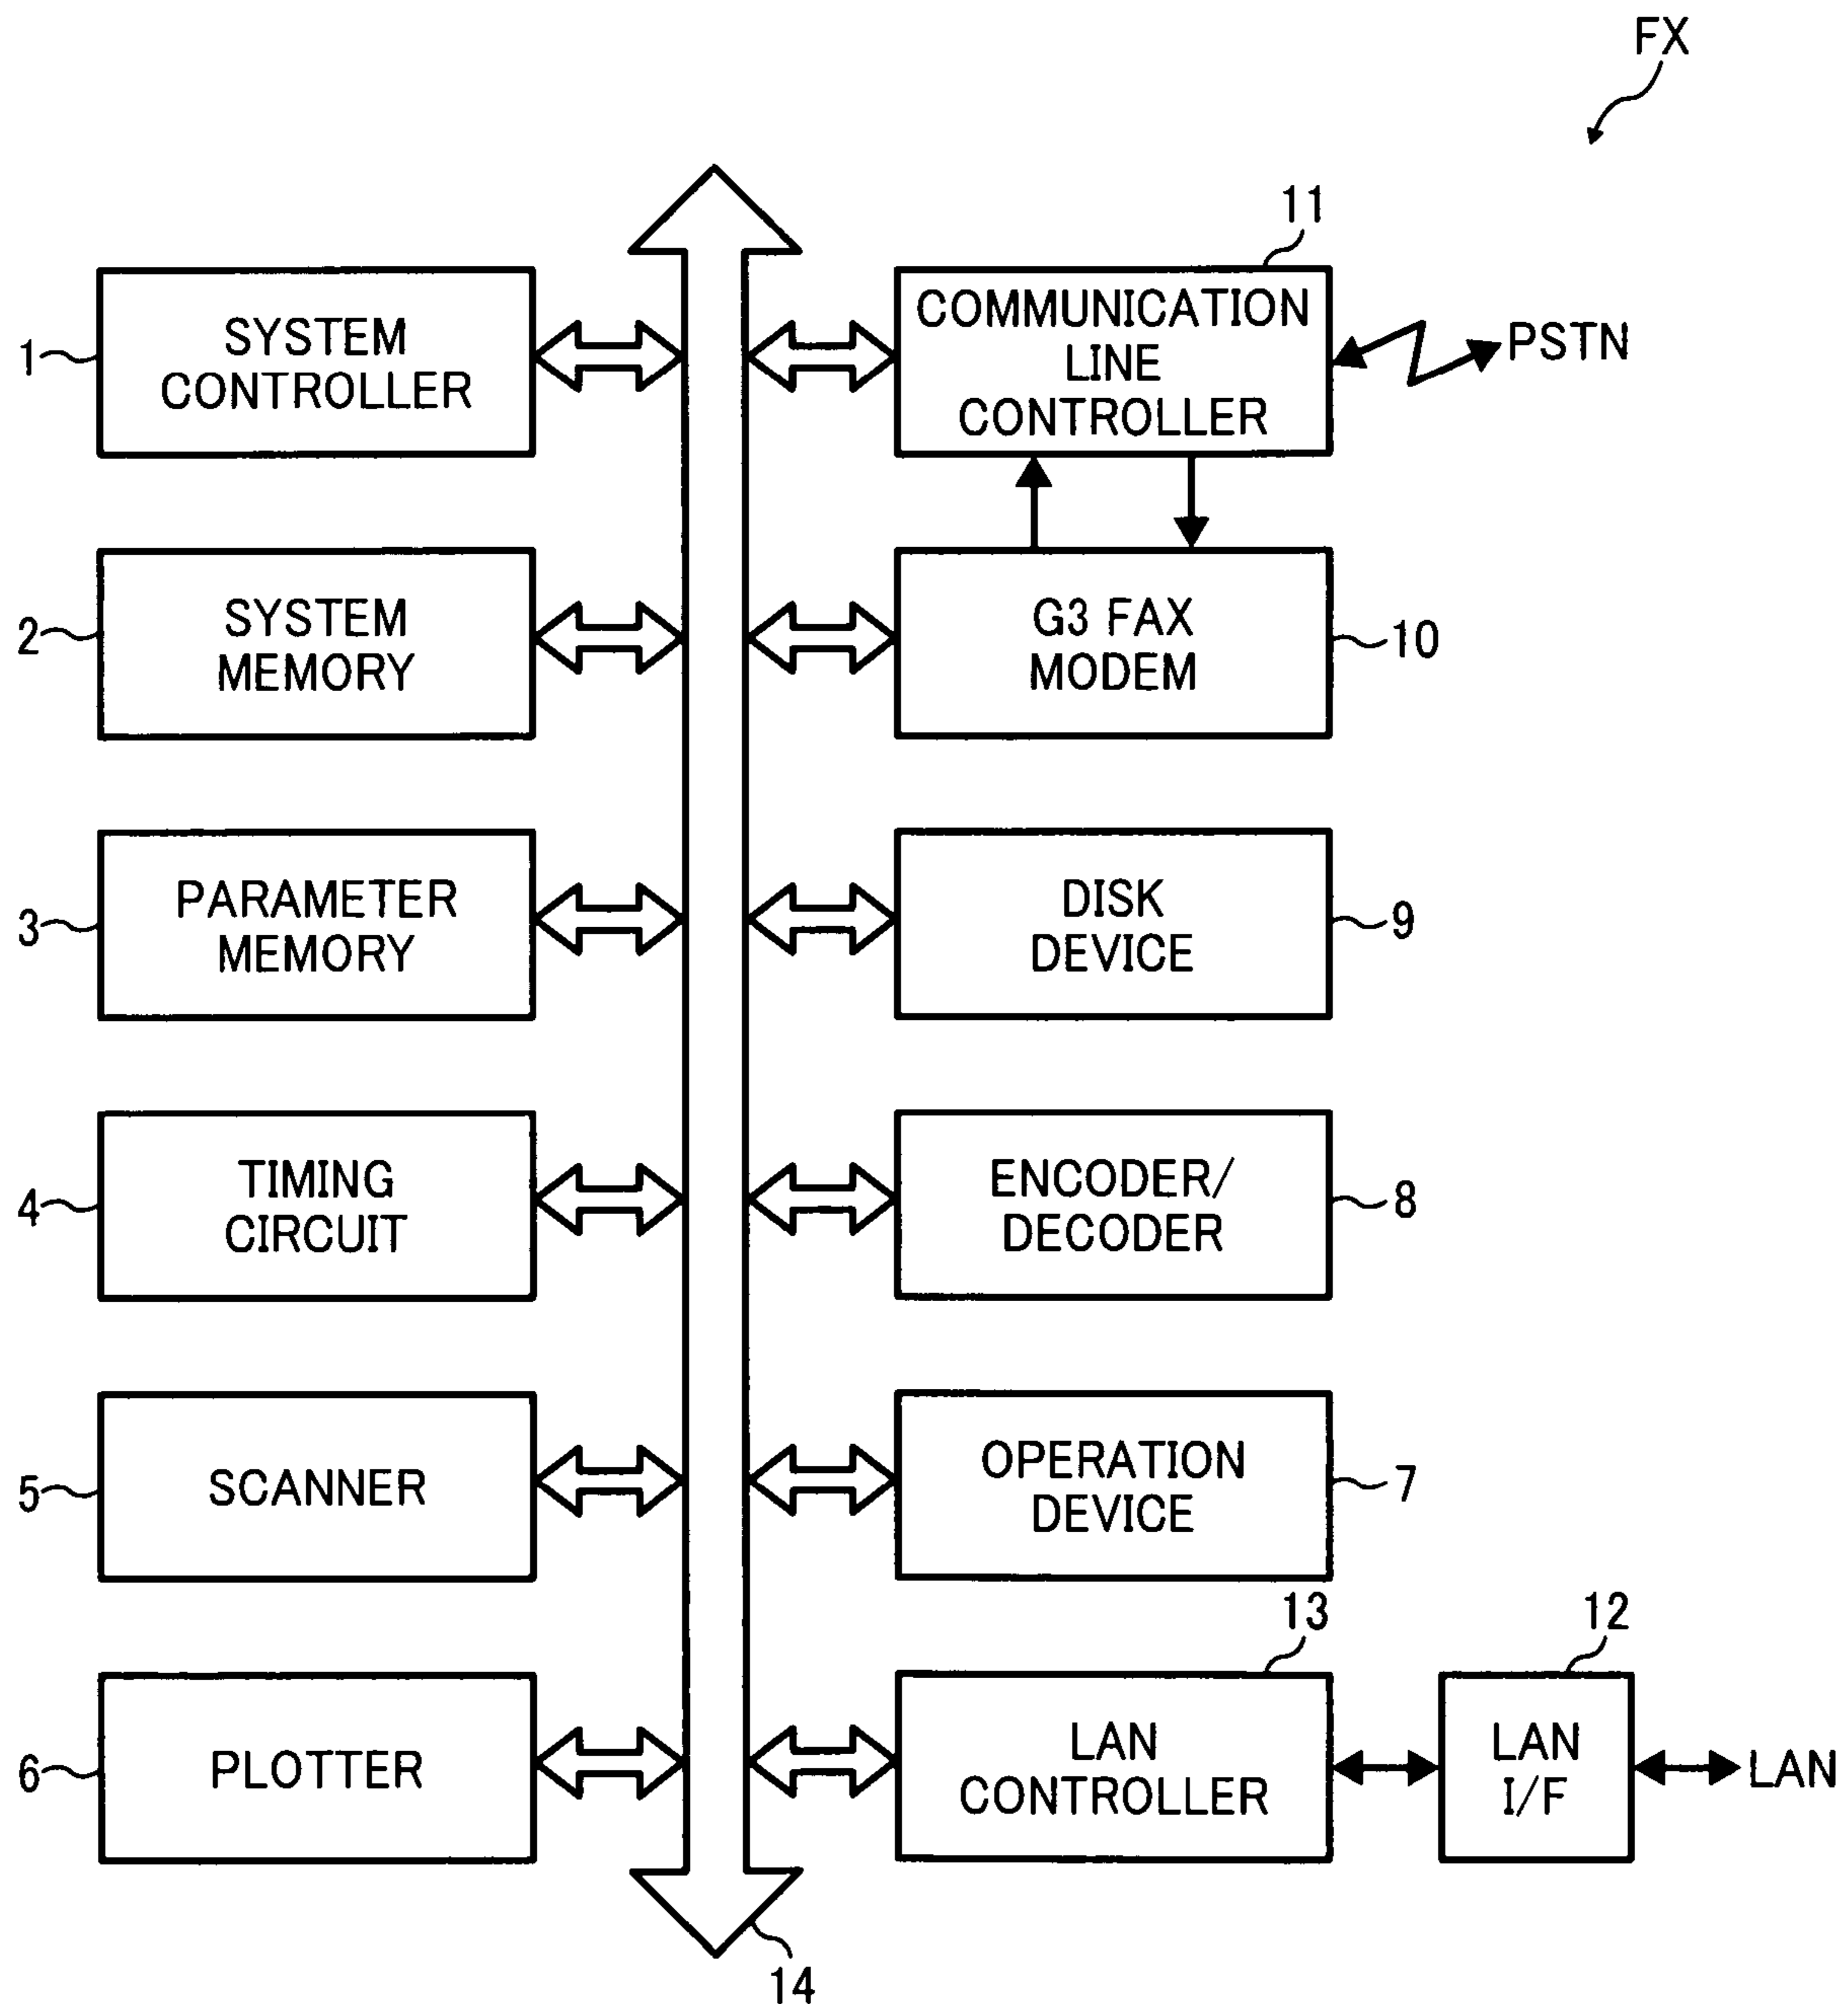 FX
11
1
SYSTEM
CONTROLLER
COMMUNICATION
LINE
CONTROLLER
PSTN
2
SYSTEM
MEMORY
G3 FAX
MODEM
10
3
PARAMETER
MEMORY
DISK
DEVICE
9
4
TIMING
CIRCUIT
ENCODER/
DECODER
8
5
SCANNER
OPERATION
DEVICE
7
13
12
6
PLOTTER
LAN
CONTROLLER
LAN
I/F
LAN
14